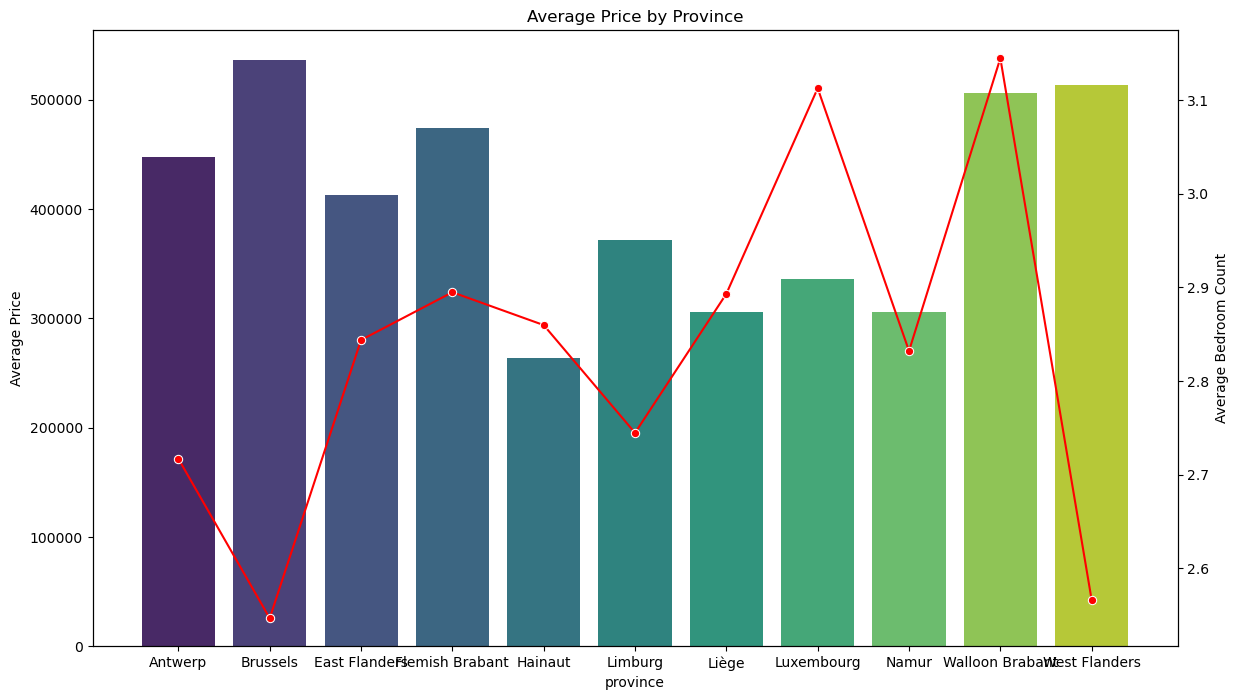 Average Price by Province
500000
400000
300000
200000
100000
0
Average Price
3.1
3.0
2.9
2.8
2.7
2.6
Average Bedroom Count
Antwerp Brussels East Flanders Flemish Brabant Hainaut Limburg Liège Luxembourg Namur Walloon Brabant West Flanders
province